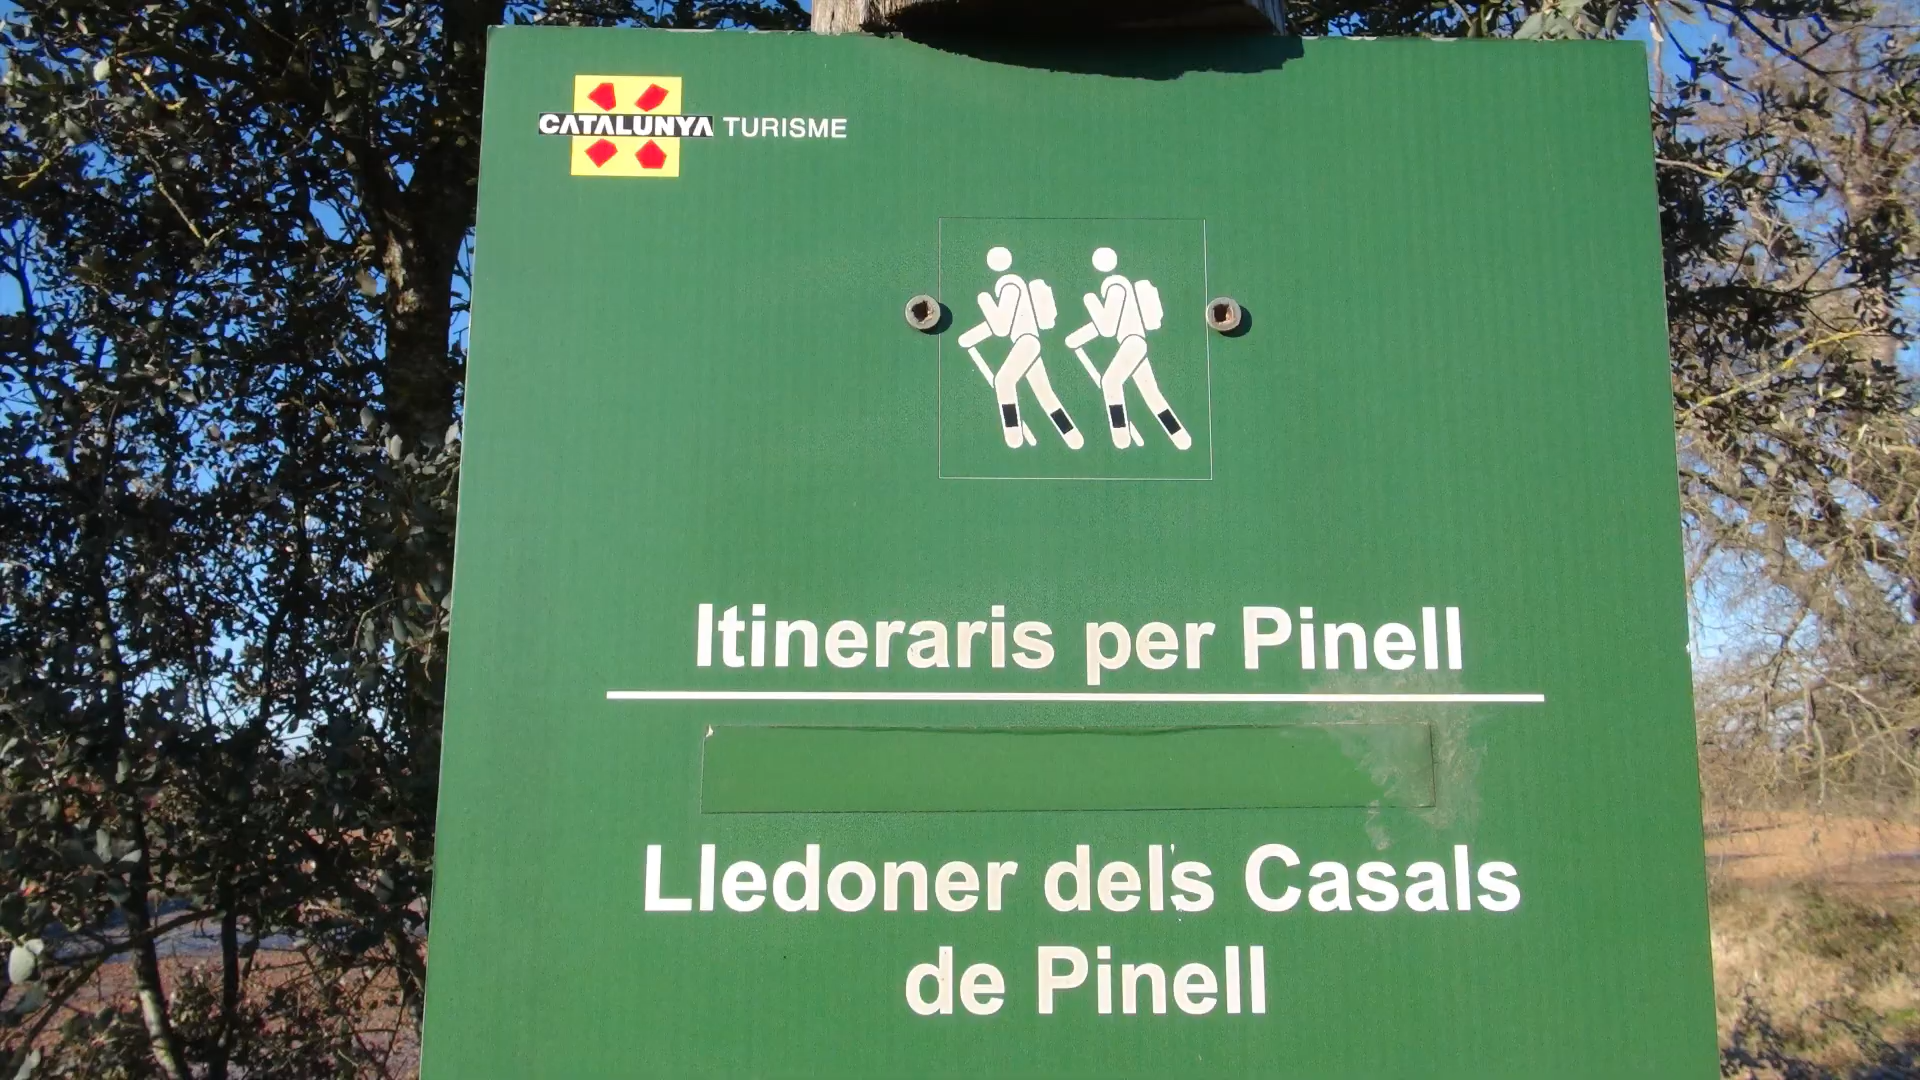 CATALUNYA TURISME
Itineraris per Pinell
Lledoner dels Casals
de Pinell